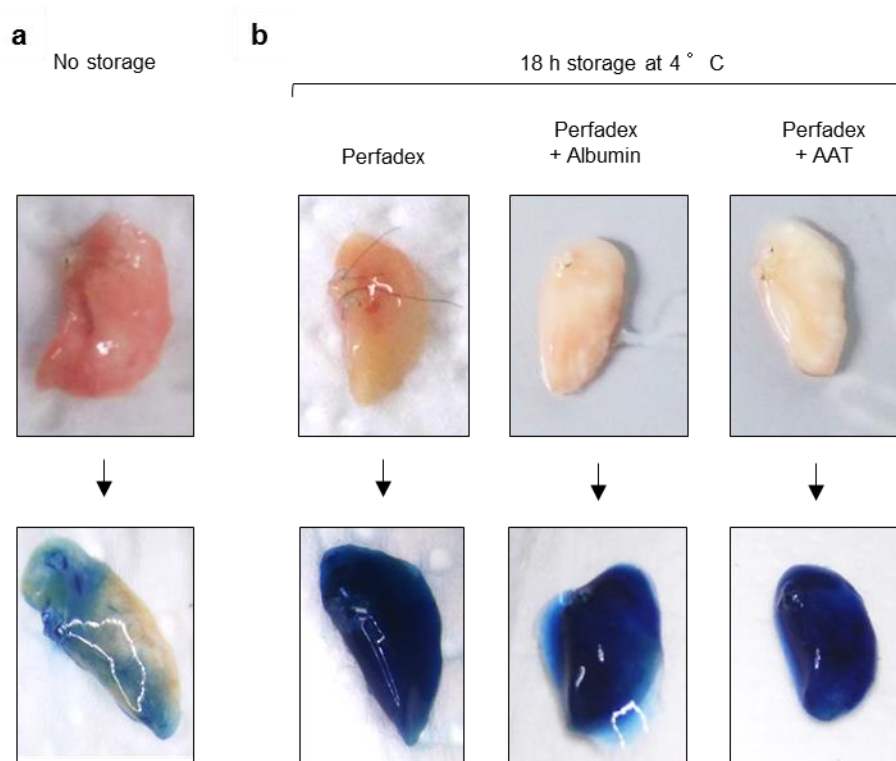 a
b
No storage
18 h storage at 4° C
Perfadex
Perfadex
+ Albumin
Perfadex
+ AAT